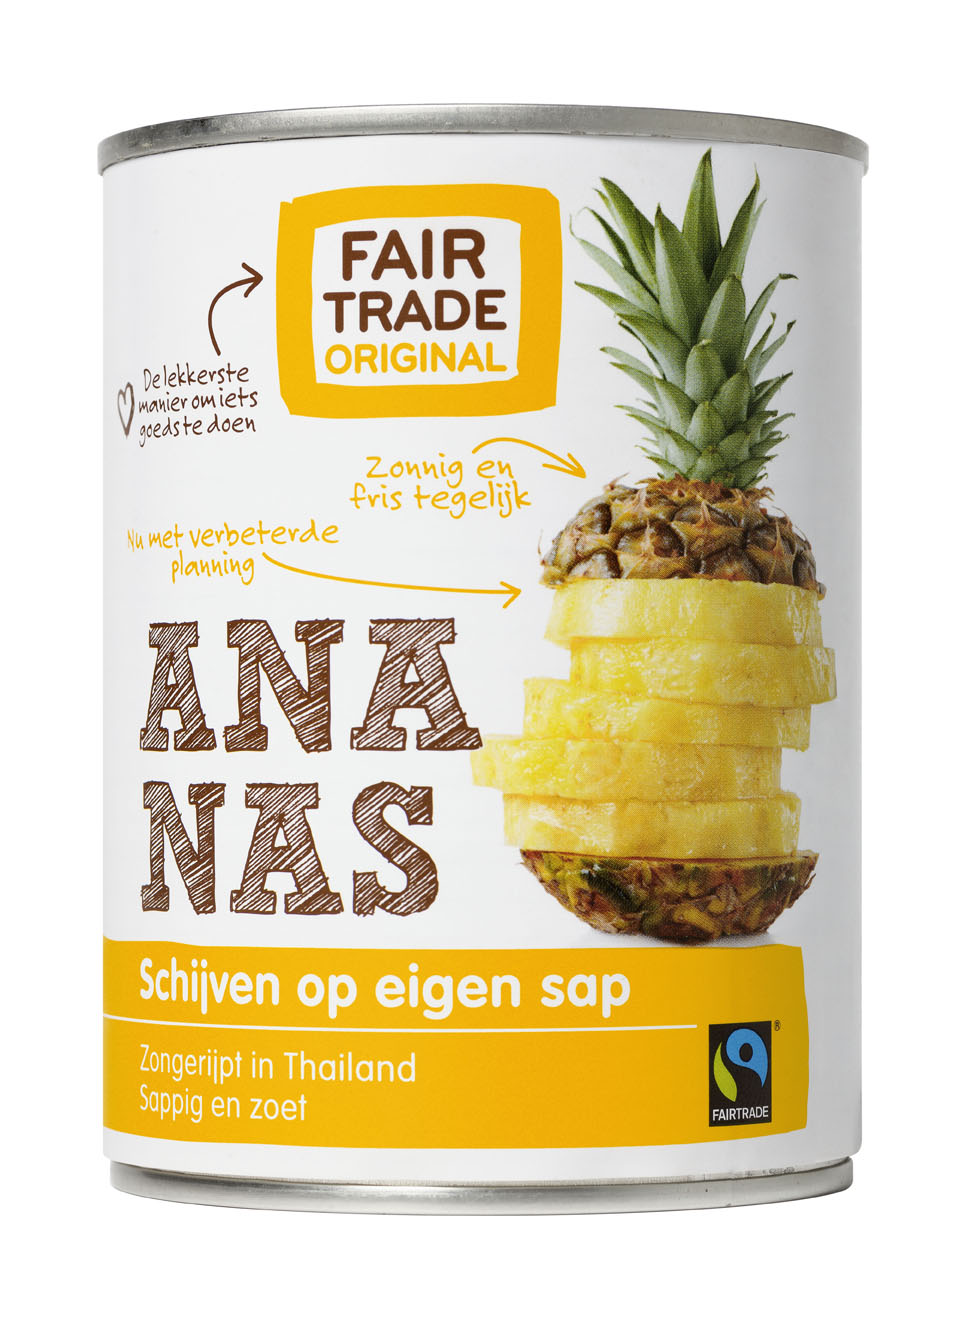 FAIR
TRADE
ORIGINAL
De lekkerste
manier om iets
goeds te doen
Zonnig en
fris tegelijk
Nu met verbeterde
planning
ANA
NAS
Schijven op eigen sap
Zongerijpt in Thailand
Sappig en zoet
®
FAIRTRADE